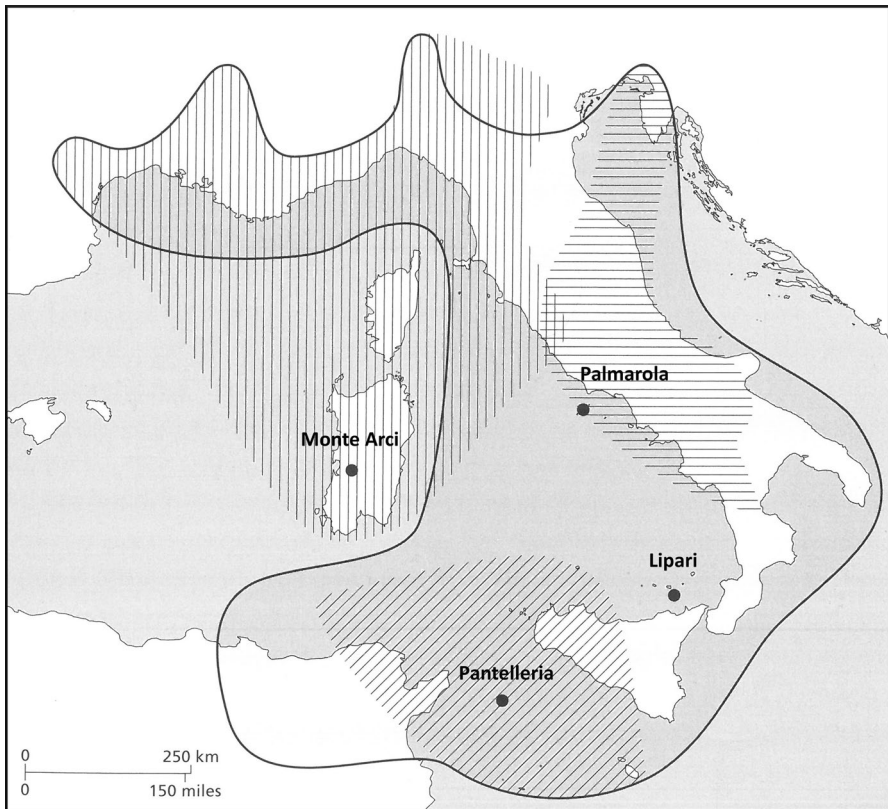 Palmarola
Monte Arci
Lipari
Pantelleria
0 250 km
0 150 miles